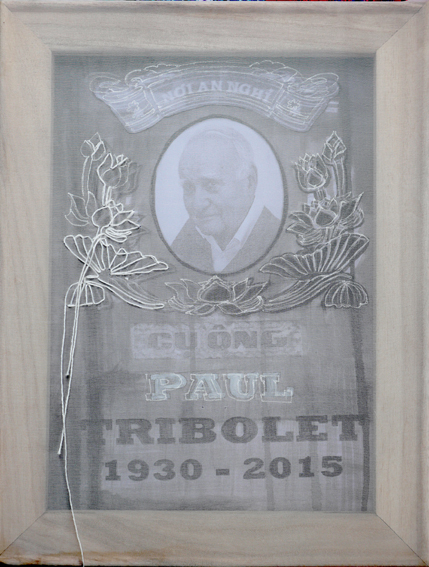 NƠI AN NGHỈ
CỤ ÔNG
PAUL
TRIBOLET
1930 - 2015